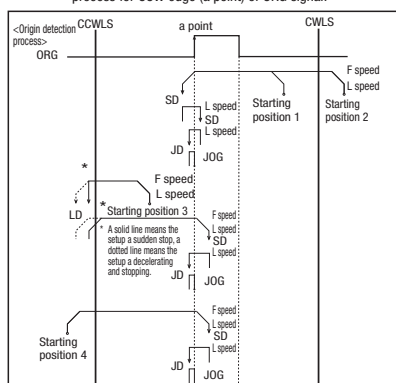 process for CCW edge (a point) of ORG signal.
<Origin detection process>
CCWLS
a point
CWLS
ORG
F speed
L speed
SD
Starting position 1
Starting position 2
L speed
SD
L speed
JD
JOG
*
F speed
L speed
LD
*
Starting position 3
F speed
L speed
SD
* A solid line means the
setup a sudden stop, a
dotted line means the
setup a decelerating
and stopping.
L speed
JD
JOG
F speed
L speed
SD
Starting
position 4
L speed
JD
JOG